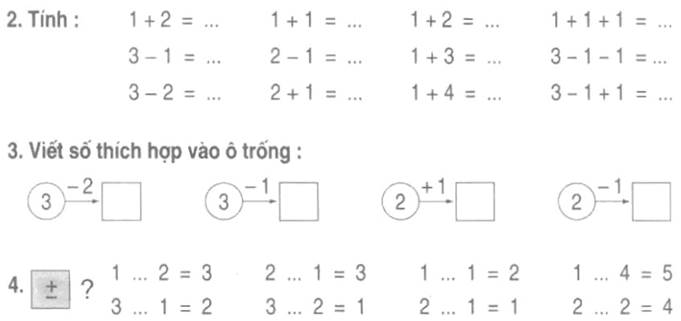 2. Tính : 1 + 2 = ... 1 + 1 = ... 1 + 2 = ... 1 + 1 + 1 = ...
3 – 1 = ... 2 – 1 = ... 1 + 3 = ... 3 – 1 – 1 = ...
3 – 2 = ... 2 + 1 = ... 1 + 4 = ... 3 – 1 + 1 = ...
3. Viết số thích hợp vào ô trống :
3 –2 3 –1 2 +1 2 –1
4. ± ? 1 ... 2 = 3 2 ... 1 = 3 1 ... 1 = 2 1 ... 4 = 5
3 ... 1 = 2 3 ... 2 = 1 2 ... 1 = 1 2 ... 2 = 4